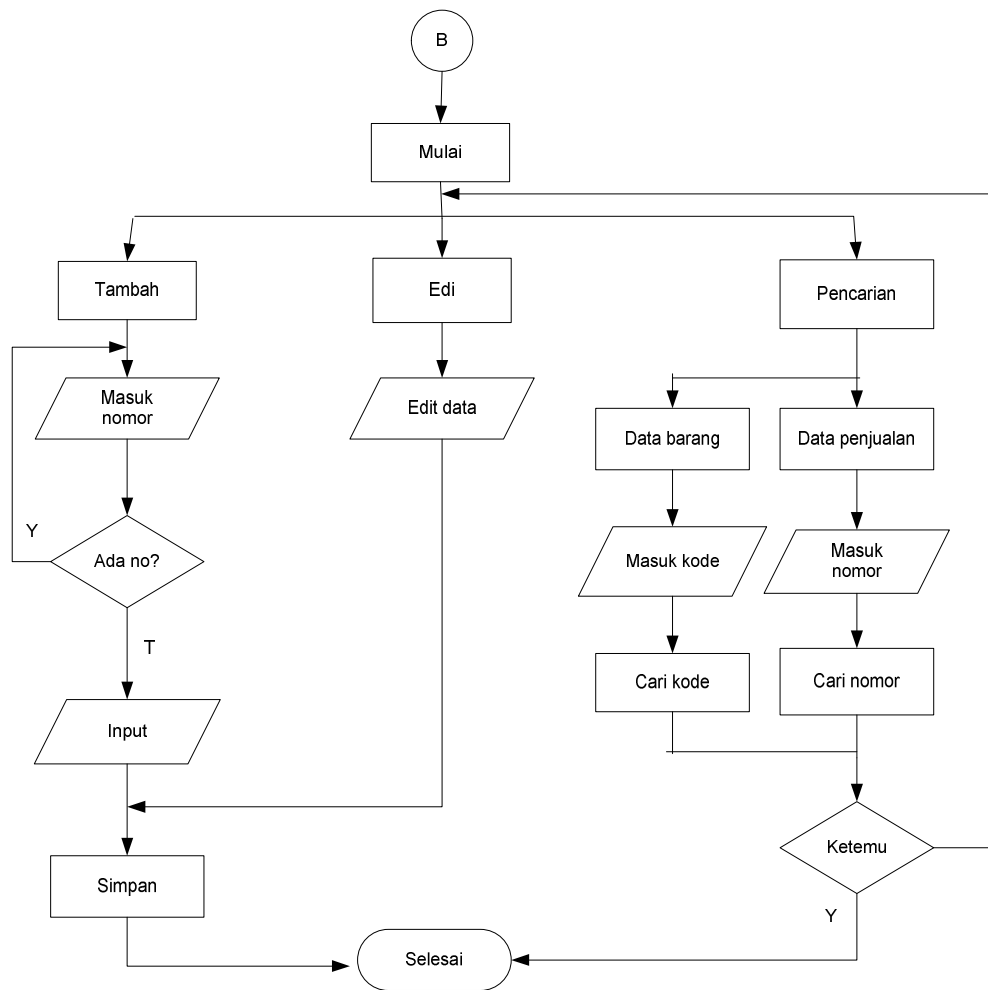 B
Mulai
Tambah
Edi
Pencarian
Masuk
nomor
Edit data
Data barang
Data penjualan
Y
Ada no?
Masuk kode
Masuk
nomor
T
Cari kode
Cari nomor
Input
Ketemu
Simpan
Y
Selesai